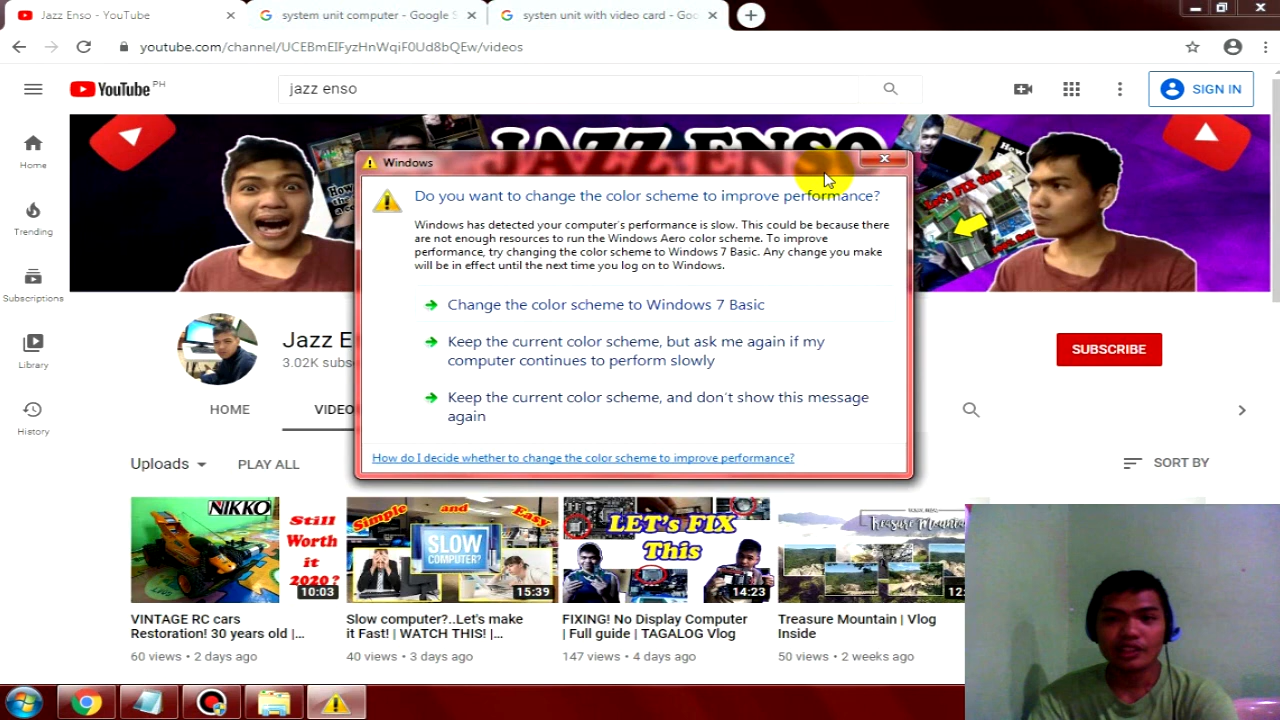 Jazz Enso - YouTube
system unit computer - Google S
systen unit with video card - Goo
youtube.com/channel/UCEBmEIFyzHnWqiF0Ud8bQEw/videos
YouTube PH
jazz enso
SIGN IN
JAZZ ENSO
Home
Trending
Subscriptions
Library
History
Windows
Do you want to change the color scheme to improve performance?
Windows has detected your computer's performance is slow. This could be because there
are not enough resources to run the Windows Aero color scheme. To improve
performance, try changing the color scheme to Windows 7 Basic. Any change you make
will be in effect until the next time you log on to Windows.
Change the color scheme to Windows 7 Basic
Keep the current color scheme, but ask me again if my
computer continues to perform slowly
Keep the current color scheme, and don't show this message
again
How do I decide whether to change the color scheme to improve performance?
Jazz E
3.02K subs
SUBSCRIBE
HOME
VIDEO
Uploads
PLAY ALL
SORT BY
NIKKO
Still
Worth
it
2020 ?
10:03
Simple and Easy
SLOW
COMPUTER?
15:39
LET's FIX
This
14:23
Treasure Mountain
12:
VINTAGE RC cars
Restoration! 30 years old |...
60 views • 2 days ago
Slow computer?..Let's make
it Fast! | WATCH THIS! |...
40 views • 3 days ago
FIXING! No Display Computer
| Full guide | TAGALOG Vlog
147 views • 4 days ago
Treasure Mountain | Vlog
Inside
50 views • 2 weeks ago